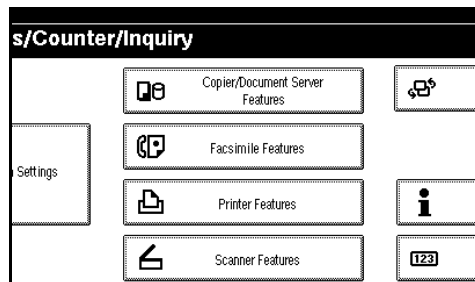 s/Counter/Inquiry
Copier/Document Server
Features
Facsimile Features
Settings
Printer Features
Scanner Features
123